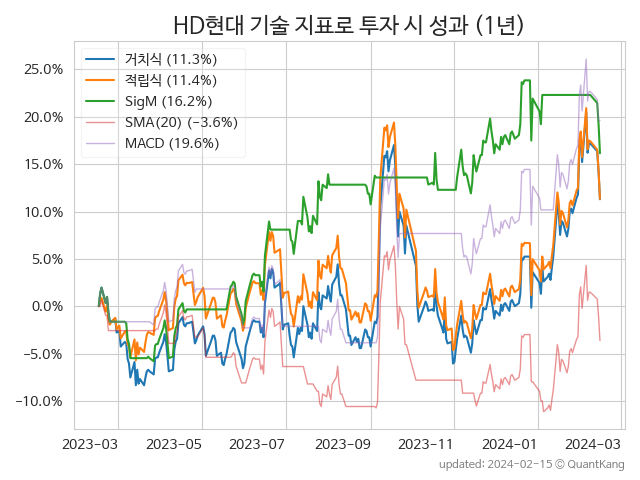 HD현대 기술 지표로 투자 시 성과 (1년)
거치식 (11.3%)
적립식 (11.4%)
SigM (16.2%)
SMA(20) (−3.6%)
MACD (19.6%)
25.0%
20.0%
15.0%
10.0%
5.0%
0.0%
−5.0%
−10.0%
2023-03 2023-05 2023-07 2023-09 2023-11 2024-01 2024-03
updated: 2024-02-15 © QuantKang